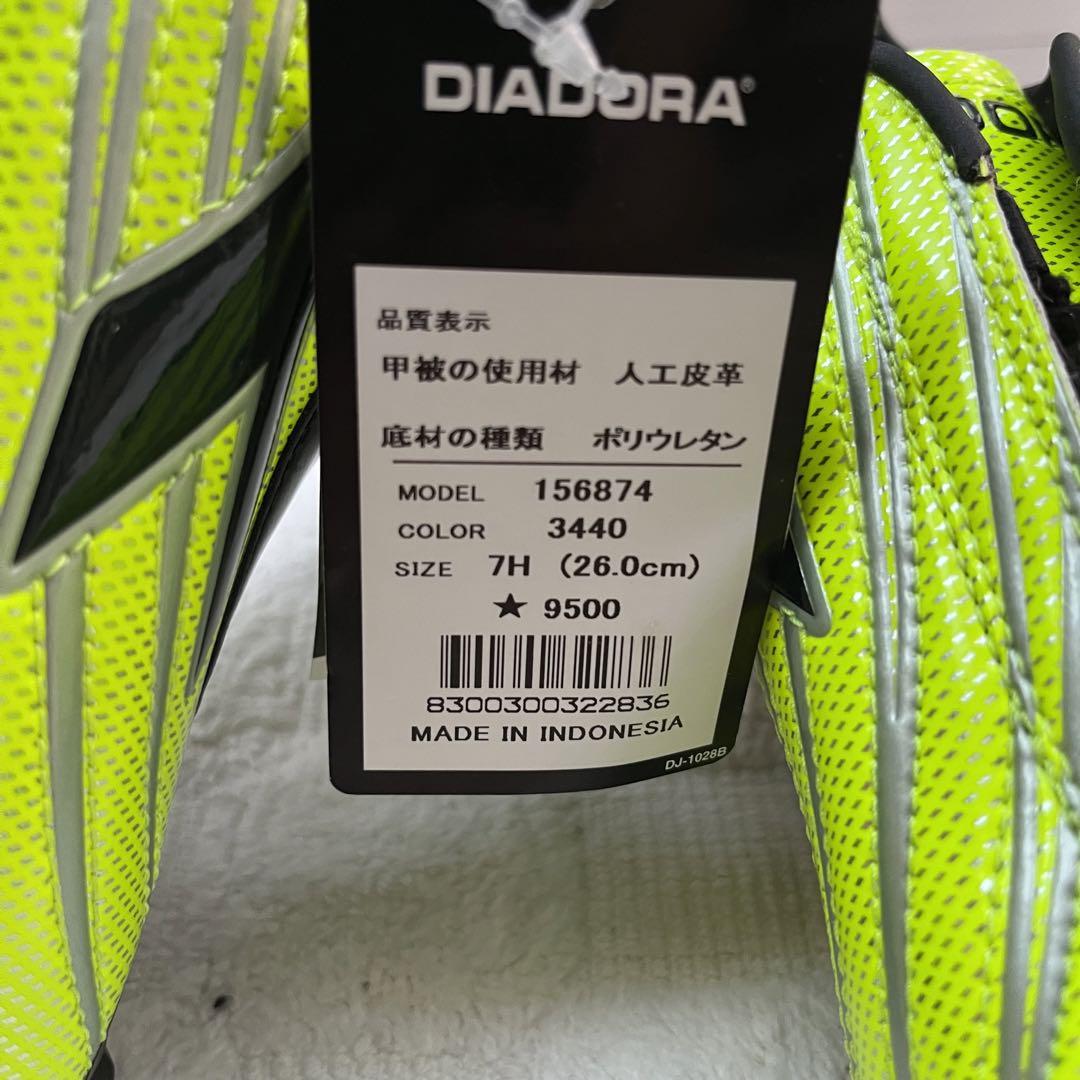 DIADORA®
品質表示
甲被の使用材 人工皮革
底材の種類 ポリウレタン
MODEL 156874
COLOR 3440
SIZE 7H (26.0cm)
★ 9500
8300300322836
MADE IN INDONESIA
DJ-1028B